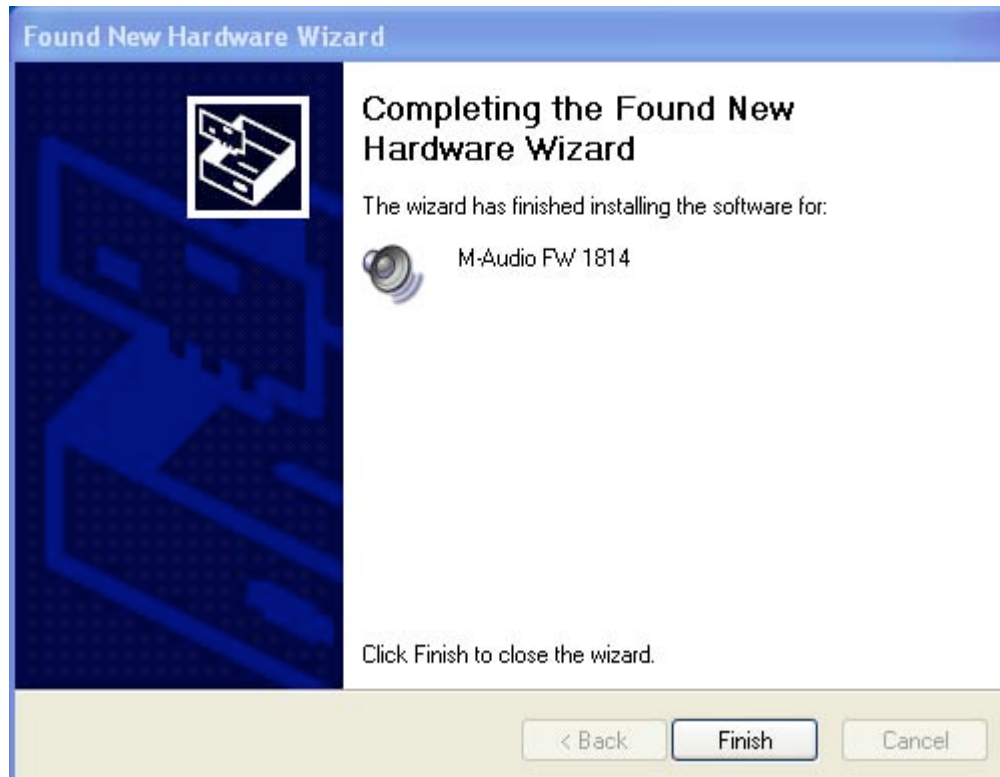 Found New Hardware Wizard
Completing the Found New
Hardware Wizard
The wizard has finished installing the software for:
M-Audio FW 1814
Click Finish to close the wizard.
< Back Finish Cancel